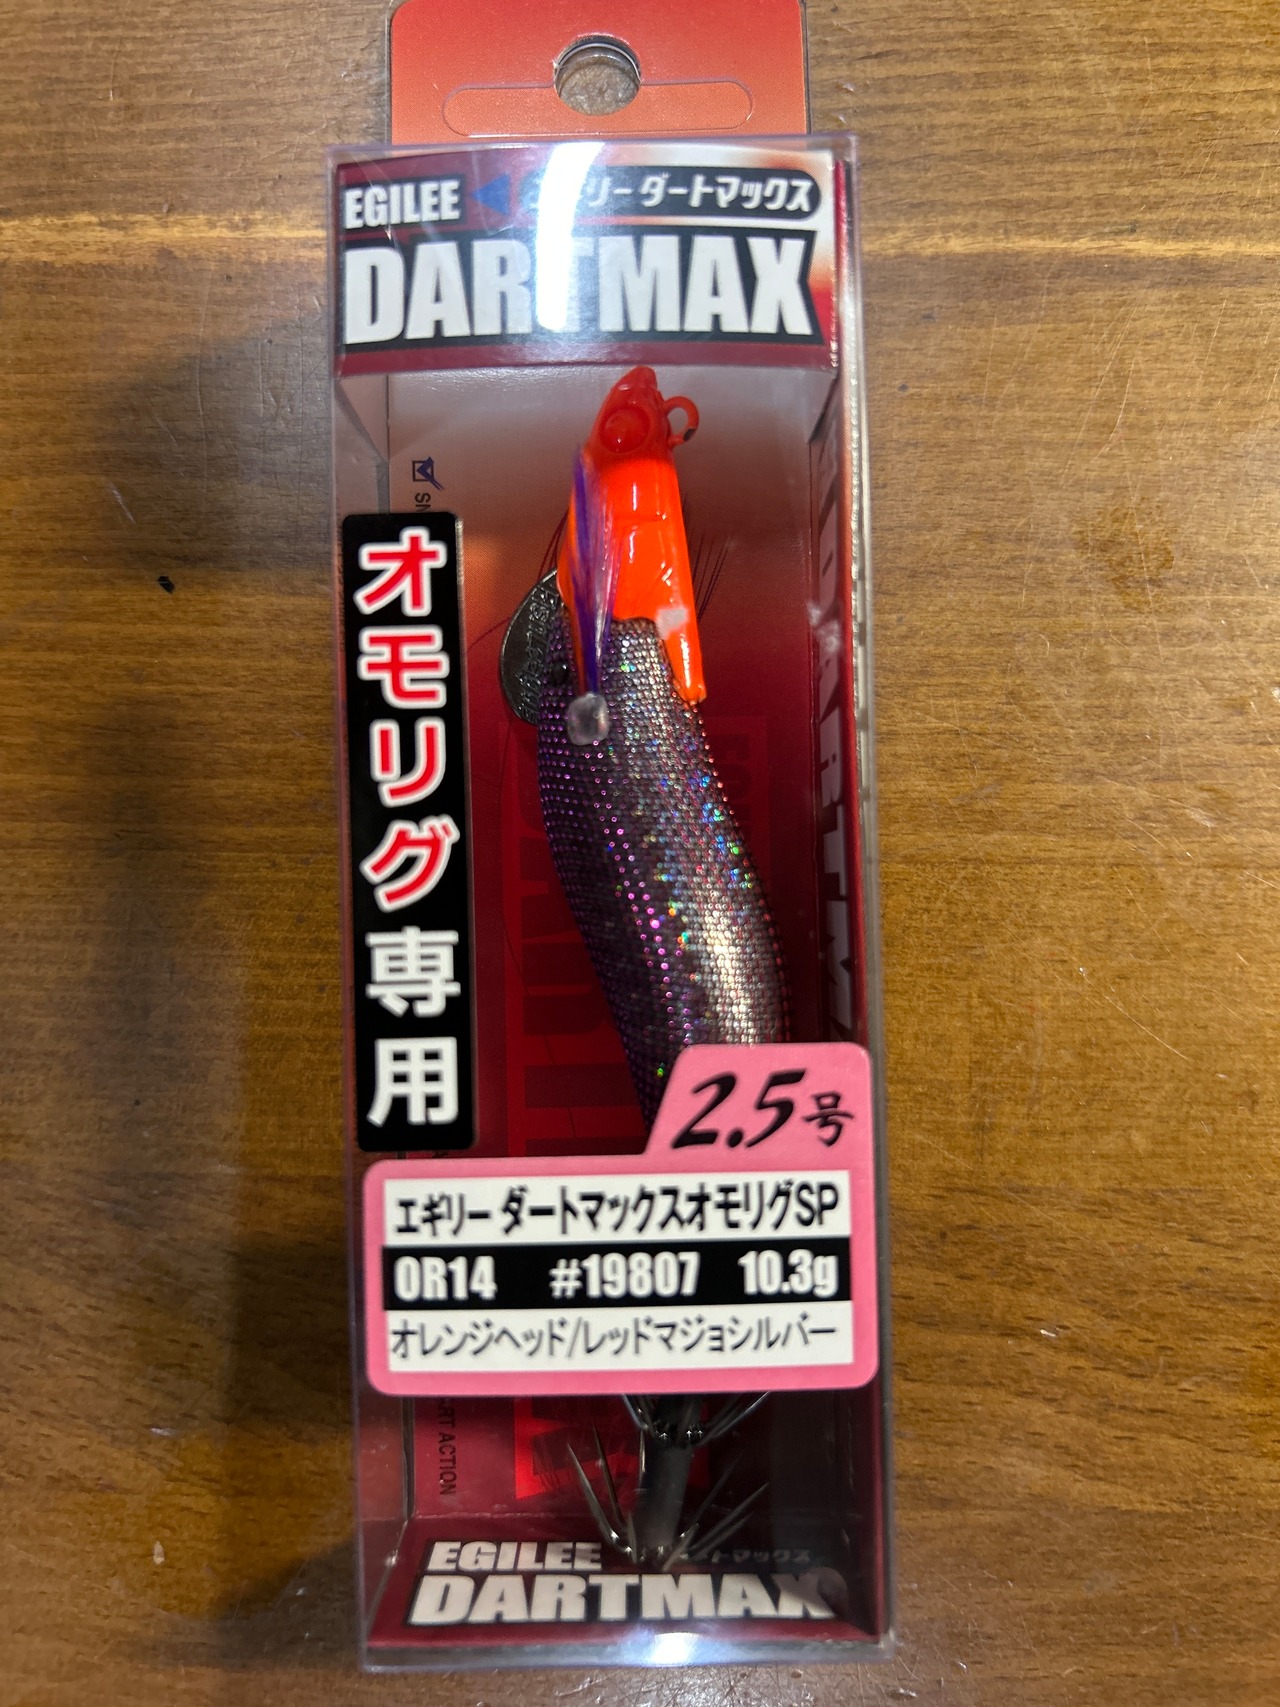 EGILEE
エギリー ダートマックス
DARTMAX
オモリグ専用
2.5号
エギリー ダートマックスオモリグSP
OR14 #19807 10.3g
オレンジヘッド/レッドマジョシルバー
RT ACTION
EGILEE
DARTMAX